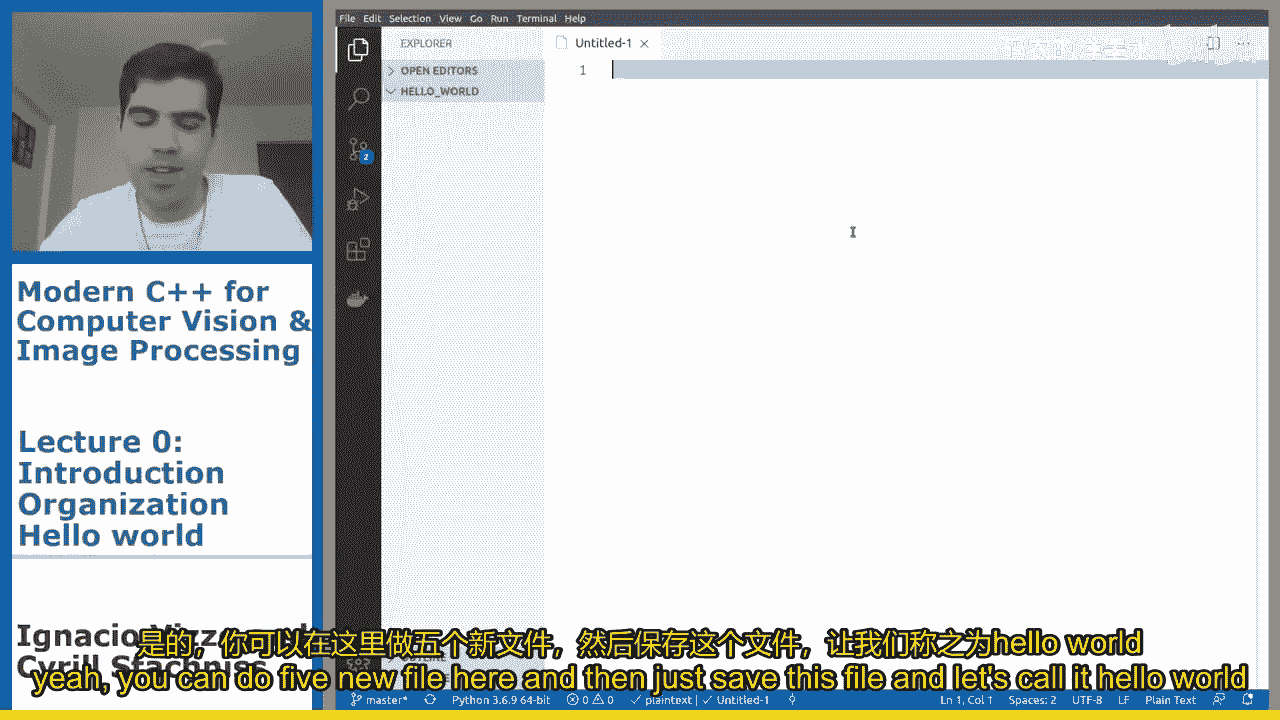 File Edit Selection View Go Run Terminal Help
EXPLORER
Untitled-1
OPEN EDITORS
HELLO_WORLD
1
2
Modern C++ for
Computer Vision &
Image Processing
Lecture 0:
Introduction
Organization
Hello world
Ignacio
Cyrill Stachniss
是的，你可以在这里做五个新文件，然后保存这个文件，让我们称之为hello world
yeah, you can do five new file here and then just save this file and let's call it hello world
master* Python 3.6.9 64-bit 0 0 plaintext | Untitled-1 Ln 1, Col 1 Spaces: 2 UTF-8 LF Plain Text